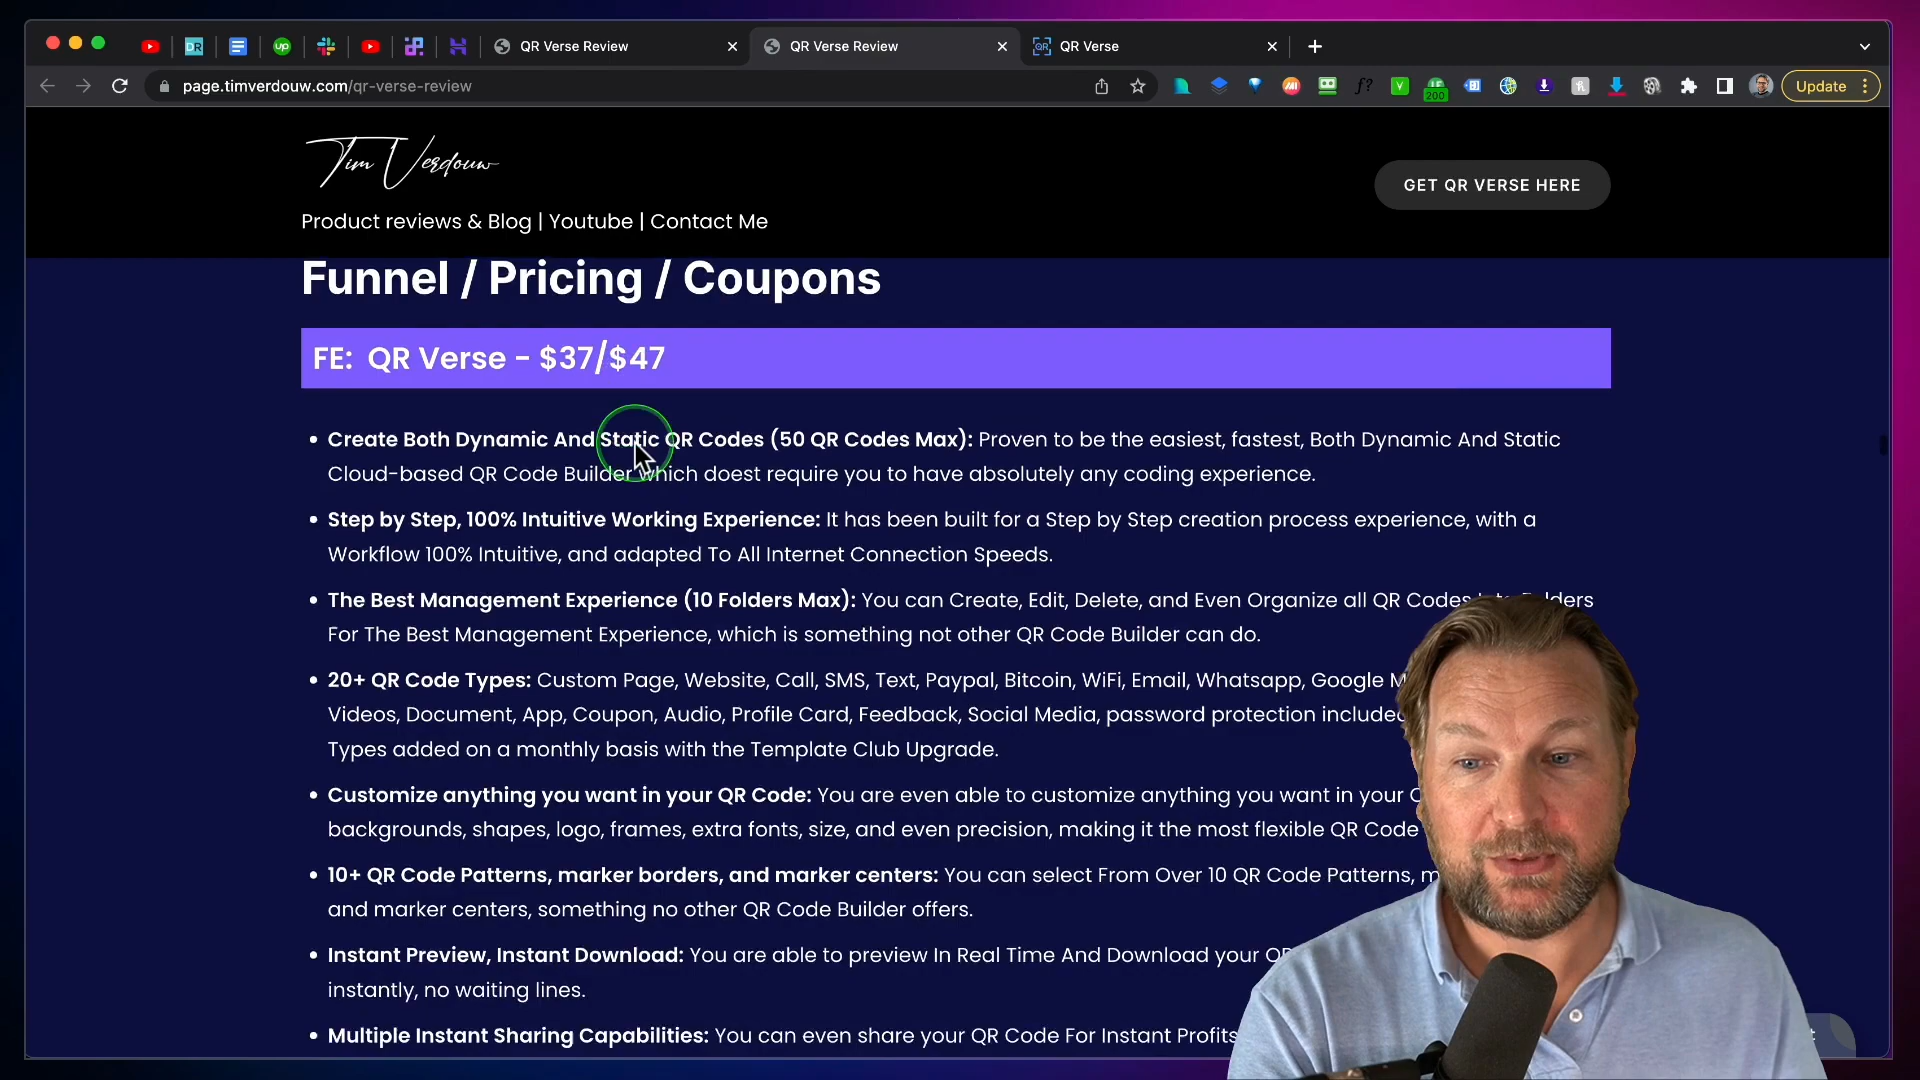 QR Verse Review
QR Verse Review
QR Verse
page.timverdouw.com/qr-verse-review
200
Update
Tim Verdouw
GET QR VERSE HERE
Product reviews & Blog | Youtube | Contact Me
Funnel / Pricing / Coupons
FE: QR Verse - $37/$47
• Create Both Dynamic And Static QR Codes (50 QR Codes Max): Proven to be the easiest, fastest, Both Dynamic And Static
Cloud-based QR Code Builder which doest require you to have absolutely any coding experience.
• Step by Step, 100% Intuitive Working Experience: It has been built for a Step by Step creation process experience, with a
Workflow 100% Intuitive, and adapted To All Internet Connection Speeds.
• The Best Management Experience (10 Folders Max): You can Create, Edit, Delete, and Even Organize all QR Codes Into Folders
For The Best Management Experience, which is something not other QR Code Builder can do.
• 20+ QR Code Types: Custom Page, Website, Call, SMS, Text, Paypal, Bitcoin, WiFi, Email, Whatsapp, Google
Videos, Document, App, Coupon, Audio, Profile Card, Feedback, Social Media, password protection included
Types added on a monthly basis with the Template Club Upgrade.
• Customize anything you want in your QR Code: You are even able to customize anything you want in your
backgrounds, shapes, logo, frames, extra fonts, size, and even precision, making it the most flexible QR Code
• 10+ QR Code Patterns, marker borders, and marker centers: You can select From Over 10 QR Code Patterns,
and marker centers, something no other QR Code Builder offers.
• Instant Preview, Instant Download: You are able to preview In Real Time And Download your
instantly, no waiting lines.
• Multiple Instant Sharing Capabilities: You can even share your QR Code For Instant Profits